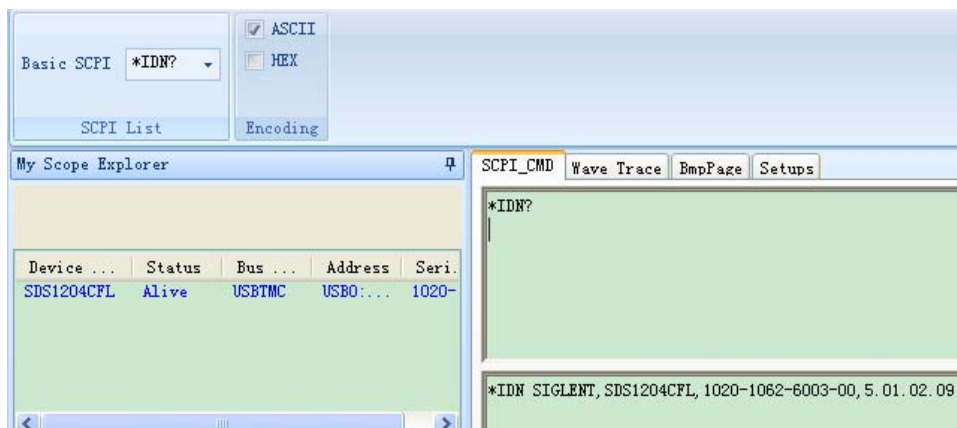 ASCII
Basic SCPI *IDN? HEX
SCPI List Encoding
My Scope Explorer
Device ... Status Bus ... Address Seri.
SDS1204CFL Alive USBTMC USB0:... 1020-
SCPI_CMD Wave Trace BmpPage Setups
*IDN?
*IDN SIGLENT,SDS1204CFL,1020-1062-6003-00,5.01.02.09